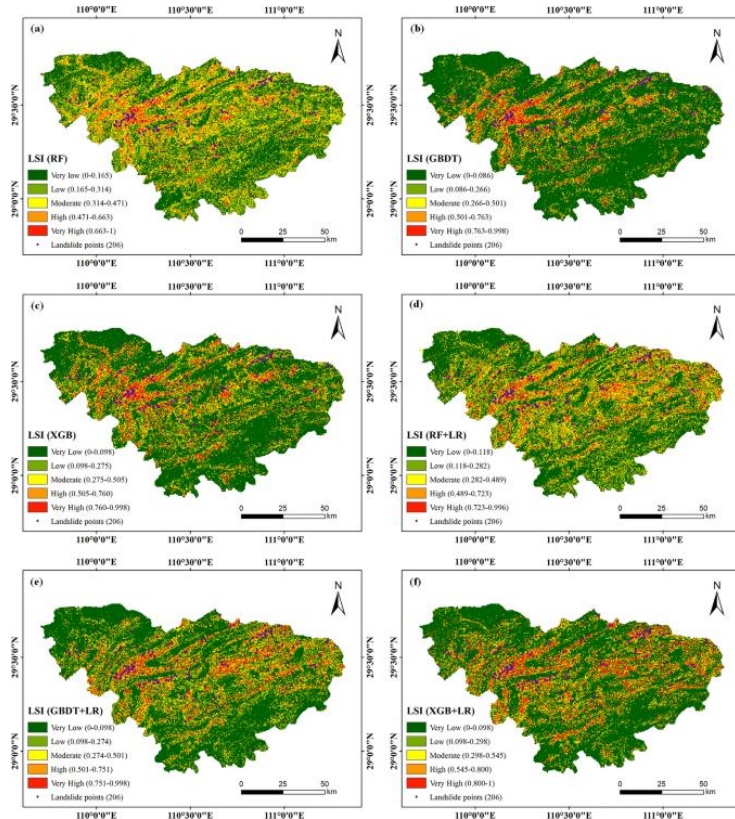 110°0'0"E 110°30'0"E 111°0'0"E
110°0'0"E 110°30'0"E 111°0'0"E
(a)
N
29°30'0"N
29°0'0"N
LSI (RF)
Very low (0-0.165)
Low (0.165-0.314)
Moderate (0.314-0.471)
High (0.471-0.663)
Very High (0.663-1)
Landslide points (206)
0 25 50
km
(b)
N
29°30'0"N
29°0'0"N
LSI (GBDT)
Very Low (0-0.086)
Low (0.086-0.266)
Moderate (0.266-0.501)
High (0.501-0.763)
Very High (0.763-0.998)
Landslide points (206)
0 25 50
km
110°0'0"E 110°30'0"E 111°0'0"E
110°0'0"E 110°30'0"E 111°0'0"E
(c)
N
29°30'0"N
29°0'0"N
LSI (XGB)
Very Low (0-0.098)
Low (0.098-0.275)
Moderate (0.275-0.505)
High (0.505-0.760)
Very High (0.760-0.998)
Landslide points (206)
0 25 50
km
(d)
N
29°30'0"N
29°0'0"N
LSI (RF+LR)
Very Low (0-0.118)
Low (0.118-0.282)
Moderate (0.282-0.489)
High (0.489-0.723)
Very High (0.723-0.996)
Landslide points (206)
0 25 50
km
110°0'0"E 110°30'0"E 111°0'0"E
110°0'0"E 110°30'0"E 111°0'0"E
(e)
N
29°30'0"N
29°0'0"N
LSI (GBDT+LR)
Very Low (0-0.098)
Low (0.098-0.274)
Moderate (0.274-0.501)
High (0.501-0.751)
Very High (0.751-0.998)
Landslide points (206)
0 25 50
km
(f)
N
29°30'0"N
29°0'0"N
LSI (XGB+LR)
Very Low (0-0.098)
Low (0.098-0.298)
Moderate (0.298-0.545)
High (0.545-0.800)
Very High (0.800-1)
Landslide points (206)
0 25 50
km